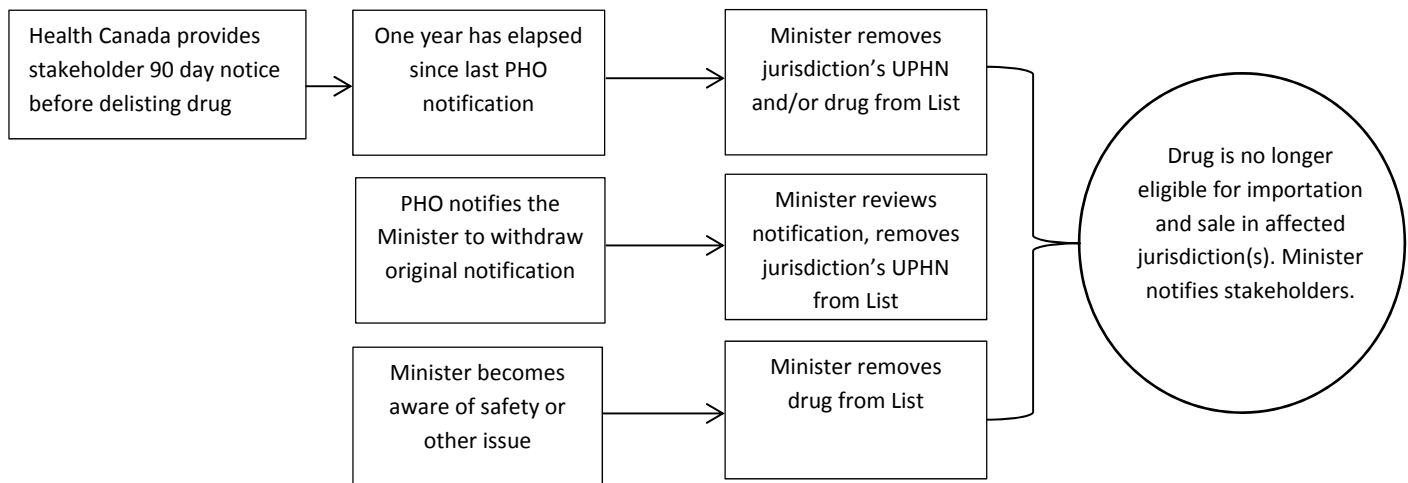 Health Canada provides
stakeholder 90 day notice
before delisting drug
One year has elapsed
since last PHO
notification
Minister removes
jurisdiction’s UPHN
and/or drug from List
PHO notifies the
Minister to withdraw
original notification
Minister reviews
notification, removes
jurisdiction’s UPHN
from List
Minister becomes
aware of safety or
other issue
Minister removes
drug from List
Drug is no longer
eligible for importation
and sale in affected
jurisdiction(s). Minister
notifies stakeholders.